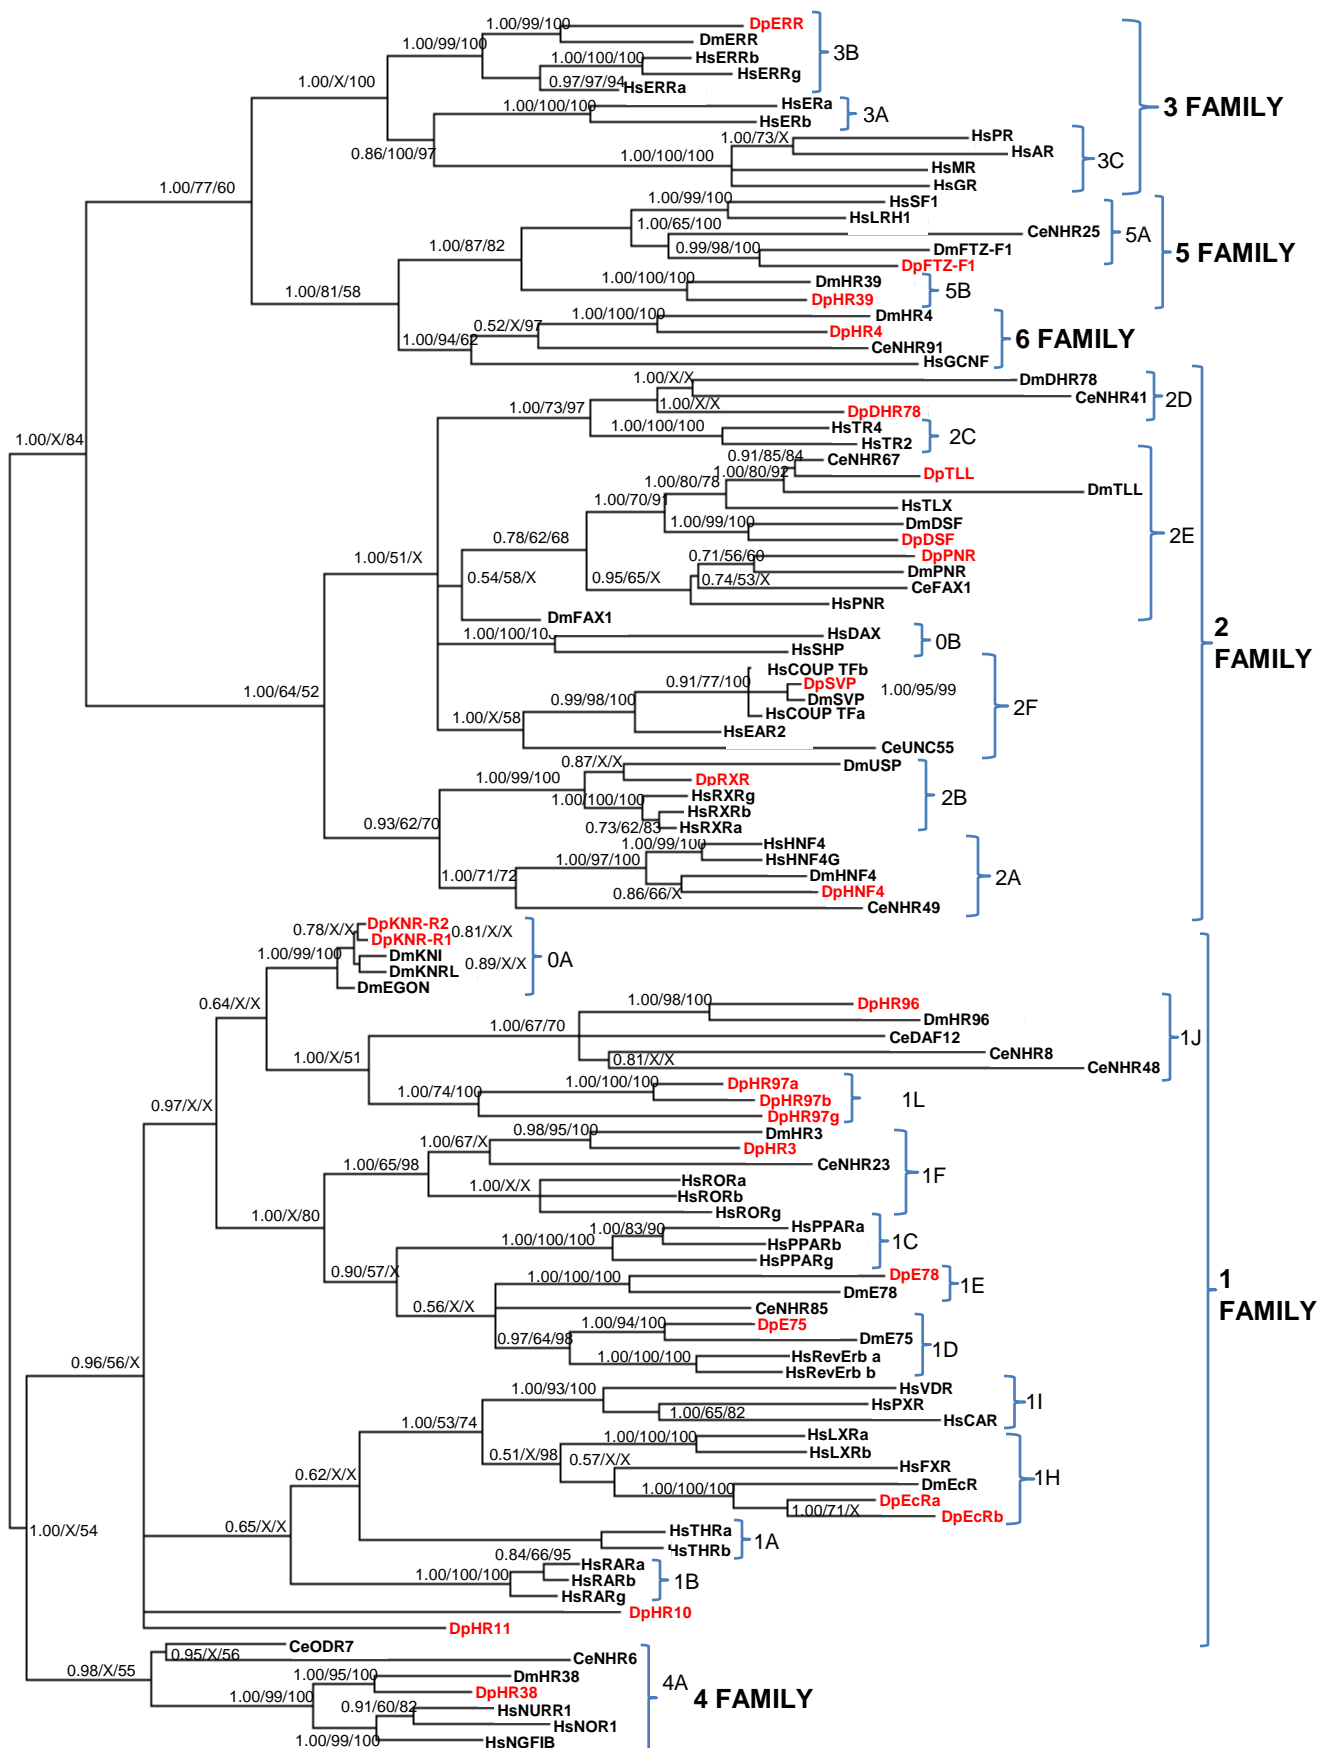 1.00/99/100
DpERR
DmERR
1.00/99/100
3B
HsERRb
1.00/100/100
HsERRg
0.97/97/94
HsERRa
1.00/X/100
3 FAMILY
1.00/100/100
HsERa
3A
HsERb
1.00/73/X
HsPR
HsAR
0.86/100/97
1.00/100/100
3C
HsMR
HsGR
1.00/77/60
1.00/99/100
HsSF1
HsLRH1
1.00/65/100
CeNHR25
5A
1.00/87/82
0.99/98/100
DmFTZ-F1
5 FAMILY
DpFTZ-F1
1.00/100/100
DmHR39
5B
1.00/81/58
DpHR39
1.00/100/100
DmHR4
0.52/X/97
DpHR4
1.00/94/62
6 FAMILY
CeNHR91
HsGCNF
1.00/X/X
DmDHR78
CeNHR41
2D
1.00/73/97
1.00/X/X
DpDHR78
1.00/100/100
HsTR4
2C
HsTR2
1.00/X/84
0.91/85/84
CeNHR67
1.00/80/92
DpTLL
1.00/80/78
DmTLL
1.00/70/91
HsTLX
1.00/99/100
DmDSF
0.78/62/68
DpDSF
2E
1.00/51/X
0.71/56/60
DpPNR
DmPNR
0.54/58/X
0.95/65/X
0.74/53/X
CeFAX1
HsPNR
DmFAX1
2
FAMILY
1.00/100/10
HsDAX
0B
HsSHP
HsCOUP TFb
0.91/77/100
DpSVP
1.00/95/99
1.00/64/52
0.99/98/100
DmSVP
2F
HsCOUP TFa
1.00/X/58
HsEAR2
CeUNC55
0.87/X/X
DmUSP
1.00/99/100
DpRXR
1.00/100/100
HsRXRg
2B
HsRXRb
0.93/62/70
0.73/62/83
HsRXRa
1.00/99/100
HsHNF4
1.00/97/100
HsHNF4G
1.00/71/72
DmHNF4
2A
0.86/66/X
DpHNF4
CeNHR49
0.78/X/X
DpKNR-R2
0.81/X/X
DpKNR-R1
1.00/99/100
DmKNI
0A
DmKNRL
0.89/X/X
DmEGON
0.64/X/X
1.00/98/100
DpHR96
DmHR96
1.00/67/70
CeDAF12
1J
1.00/X/51
0.81/X/X
CeNHR8
CeNHR48
1.00/100/100
DpHR97a
1.00/74/100
DpHR97b
1L
0.97/X/X
DpHR97g
0.98/95/100
DmHR3
1.00/67/X
DpHR3
1.00/65/98
CeNHR23
1F
1.00/X/X
HsRORa
HsRORb
HsRORg
1.00/X/80
1.00/83/90
HsPPARa
1.00/100/100
HsPPARb
1C
HsPPARg
0.90/57/X
1.00/100/100
DpE78
1E
DmE78
1
FAMILY
0.56/X/X
CeNHR85
1.00/94/100
DpE75
0.97/64/98
DmE75
1D
1.00/100/100
HsRevErb a
HsRevErb b
0.96/56/X
1.00/93/100
HsVDR
HsPXR
1I
1.00/65/82
HsCAR
1.00/53/74
1.00/100/100
HsLXRa
0.51/X/98
HsLXRb
0.57/X/X
HsFXR
1H
0.62/X/X
1.00/100/100
DmEcR
DpEcRa
1.00/71/X
DpEcRb
1.00/X/54
0.65/X/X
HsTHRa
1A
HsTHRb
0.84/66/95
HsRARa
1.00/100/100
HsRARb
1B
HsRARg
DpHR10
DpHR11
CeODR7
0.95/X/56
CeNHR6
0.98/X/55
1.00/95/100
DmHR38
4A
1.00/99/100
DpHR38
4 FAMILY
0.91/60/82
HsNURR1
HsNOR1
1.00/99/100
HsNGFIB